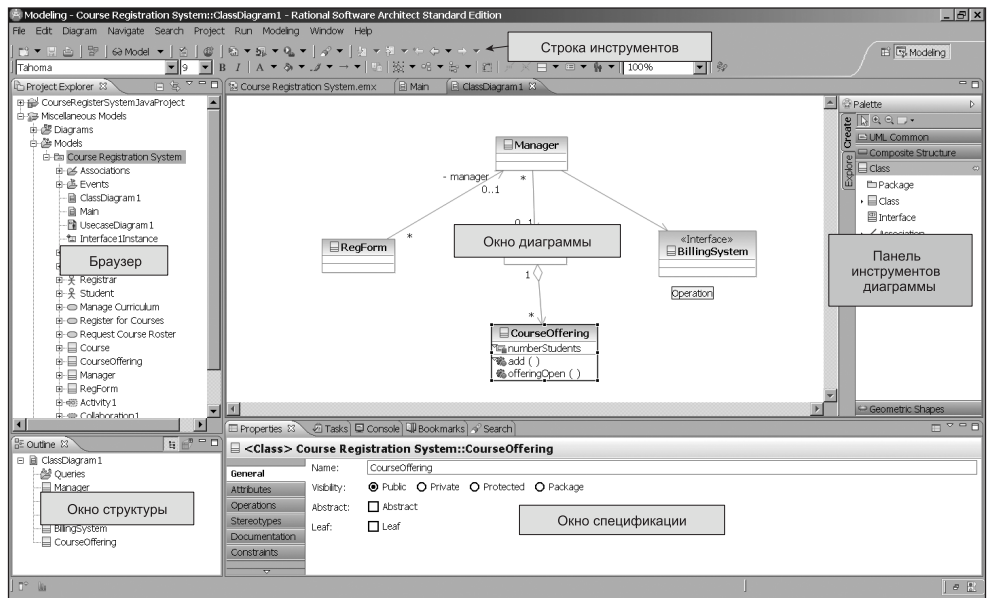 Modeling - Course Registration System::ClassDiagram1 - Rational Software Architect Standard Edition
File Edit Diagram Navigate Search Project Run Modeling Window Help
Model
Строка инструментов
Modeling
Tahoma 9 B I A 100%
Project Explorer
CourseRegisterSystemJavaProject
Miscellaneous Models
Diagrams
Models
Course Registration System
Associations
Events
ClassDiagram1
Main
UsecaseDiagram1
Interface1Instance
Браузер
Registrar
Student
Manage Curriculum
Register for Courses
Request Course Roster
Course
CourseOffering
Manager
RegForm
Activity1
Collaboration1
Course Registration System.emx Main ClassDiagram1
Manager
- manager
0..1
*
0..1
*
RegForm
Окно диаграммы
«Interface»
BillingSystem
1
Operation
*
CourseOffering
numberStudents
add ( )
offeringOpen ( )
Palette
Create
Explore
UML Common
Composite Structure
Class
Package
Class
Interface
Association
Панель
инструментов
диаграммы
Geometric Shapes
Outline
ClassDiagram1
Queries
Manager
Окно структуры
BillingSystem
CourseOffering
Properties Tasks Console Bookmarks Search
<Class> Course Registration System::CourseOffering
General
Attributes
Operations
Stereotypes
Documentation
Constraints
Name: CourseOffering
Visibility: Public Private Protected Package
Abstract: Abstract
Leaf: Leaf
Окно спецификации